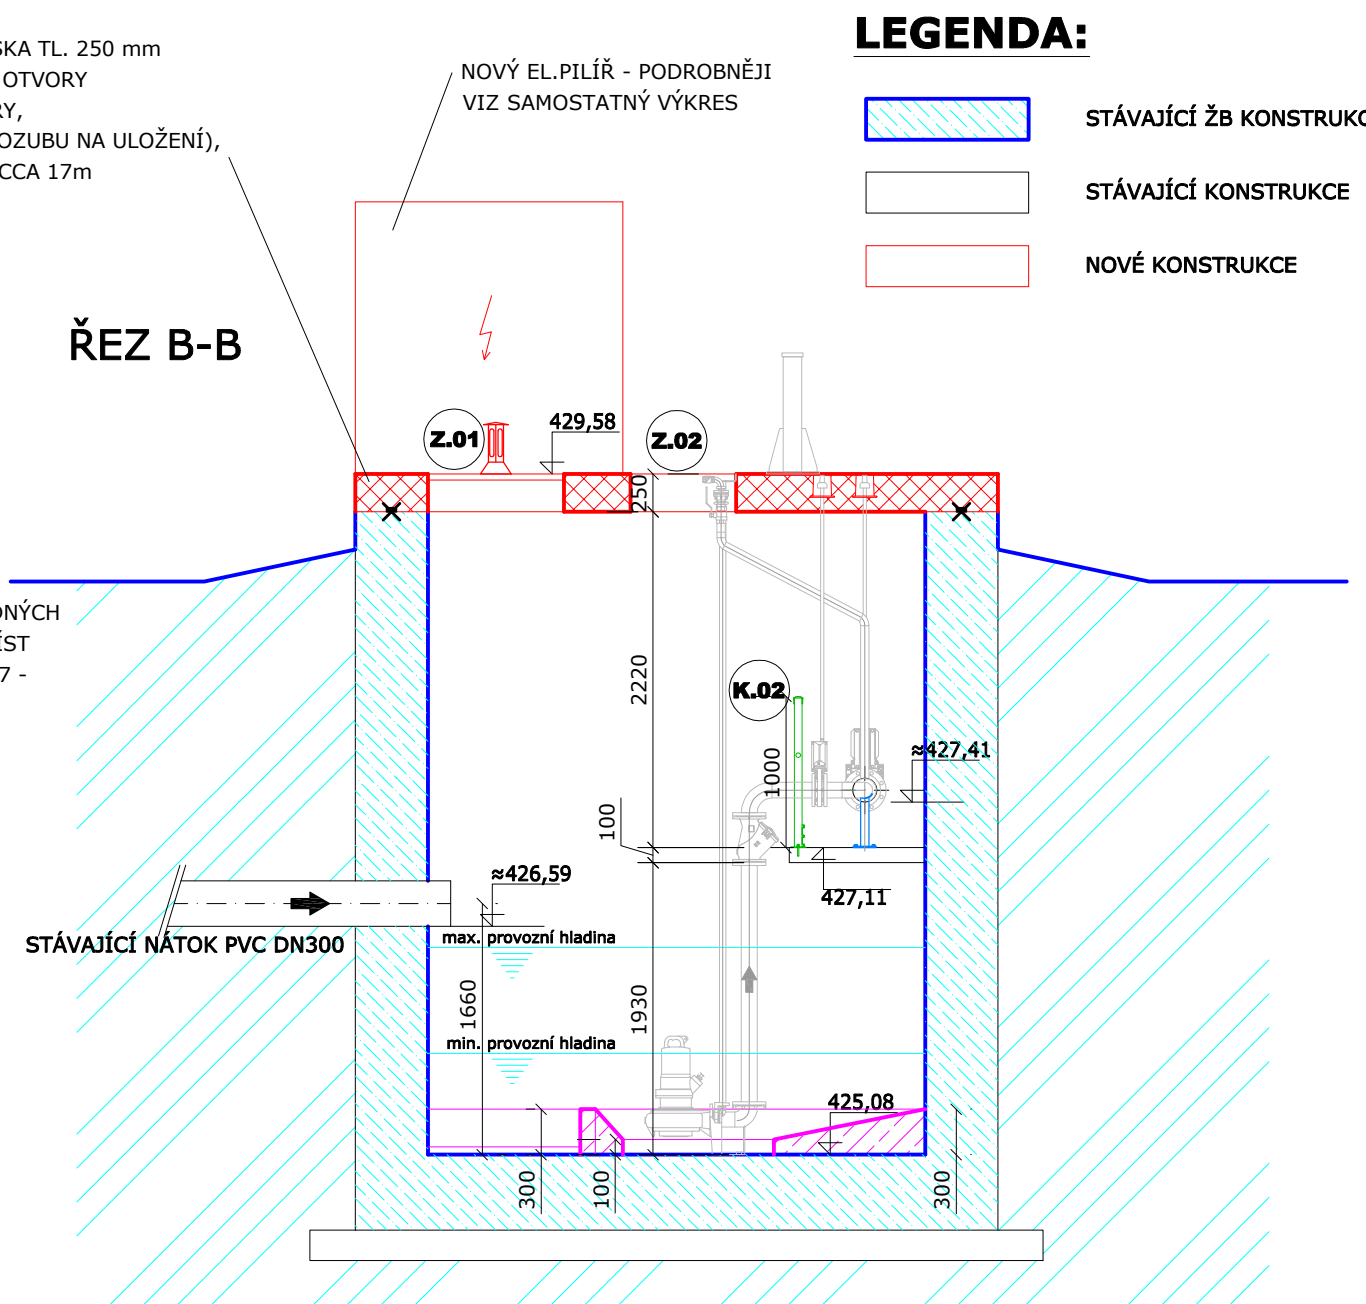 SKA TL. 250 mm
OTVORY
RY,
OZUBU NA ULOŽENÍ),
CCA 17m
NOVÝ EL.PILÍŘ - PODROBNĚJI
VIZ SAMOSTATNÝ VÝKRES
LEGENDA:
STÁVAJÍCÍ ŽB KONSTRUKC
STÁVAJÍCÍ KONSTRUKCE
NOVÉ KONSTRUKCE
ŘEZ B-B
Z.01
429,58
Z.02
250
DNÝCH
ÍST
7 -
2220
K.02
1000
≈427,41
100
427,11
≈426,59
STÁVAJÍCÍ NÁTOK PVC DN300
max. provozní hladina
1660
1930
min. provozní hladina
425,08
300
100
300